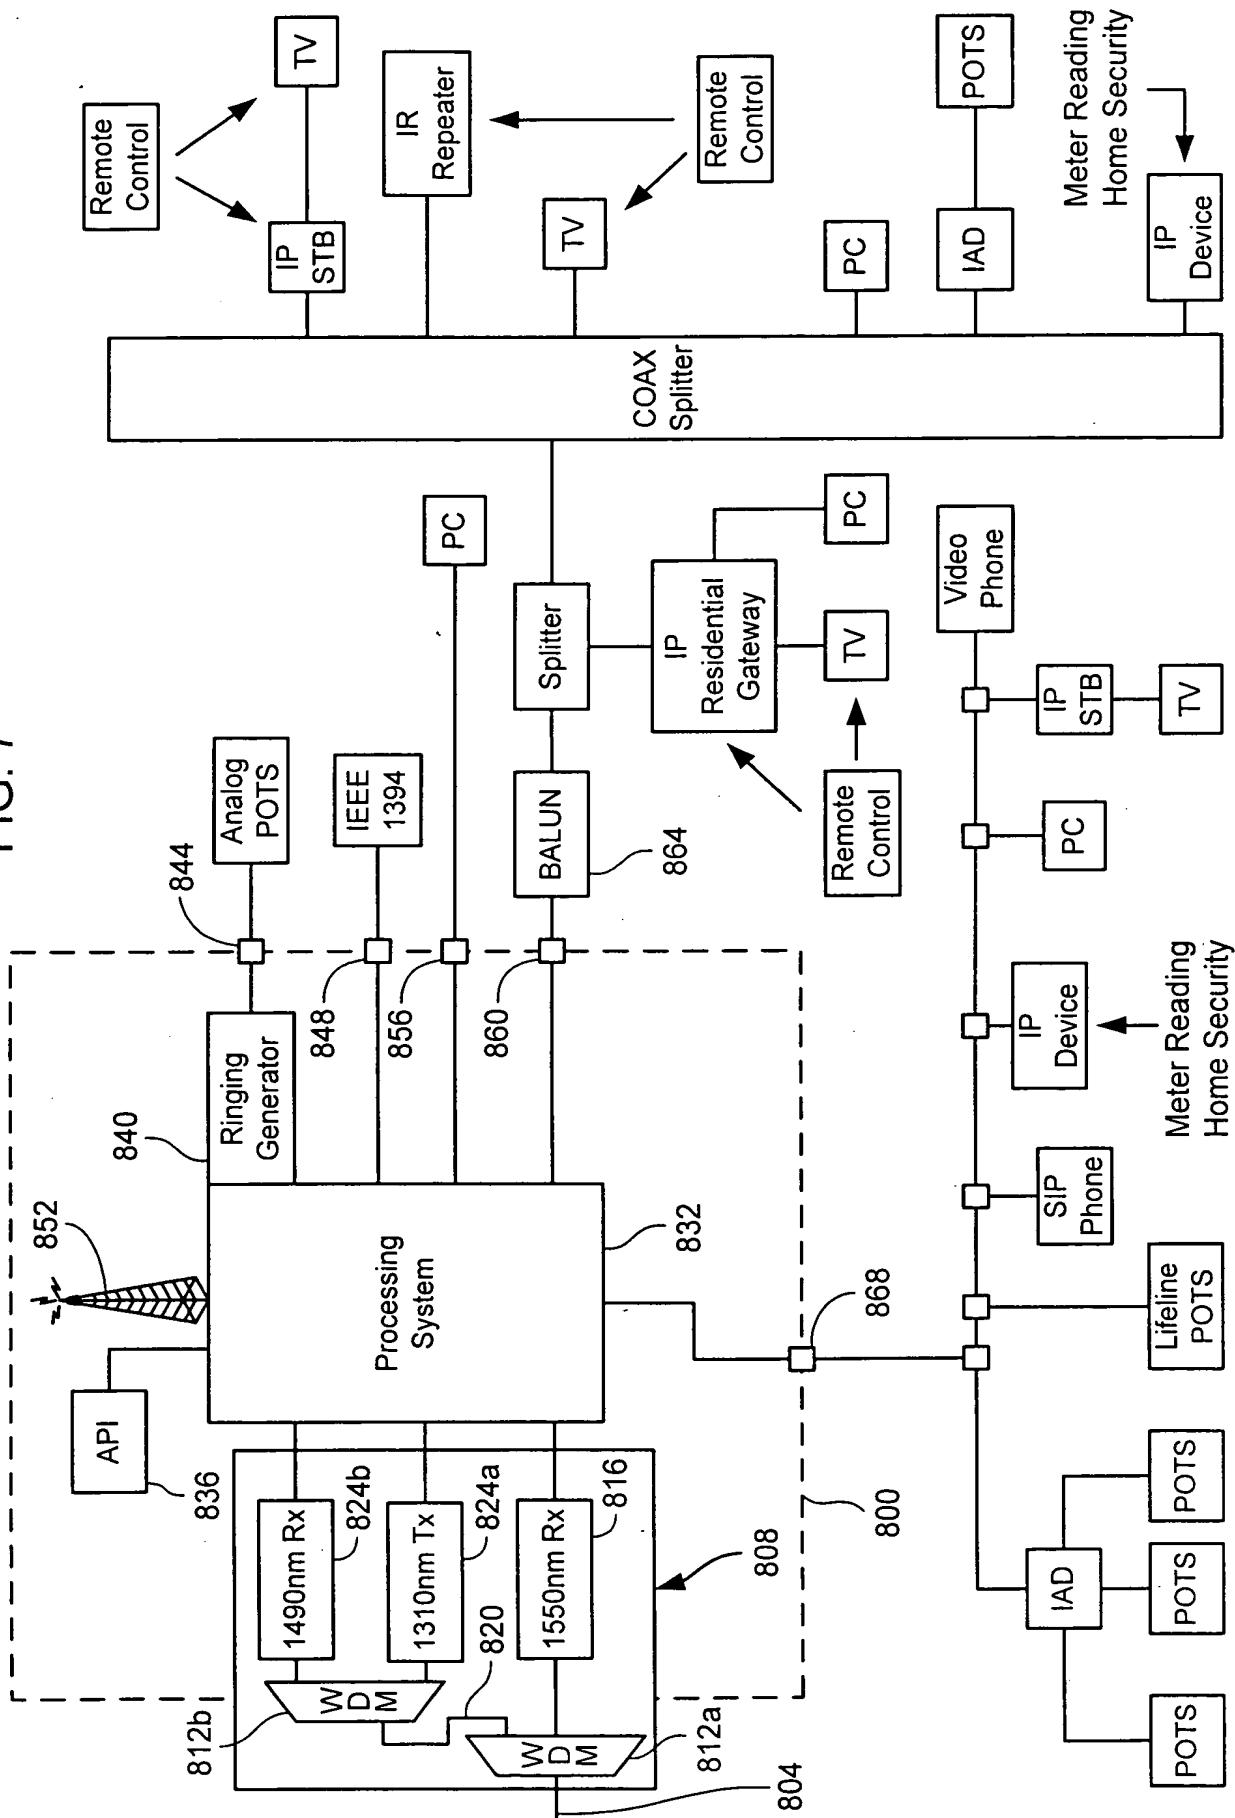 FIG. 7
852
API
836
840
Ringing
Generator
844
Analog
POTS
848
IEEE
1394
856
PC
860
BALUN
864
Splitter
IP
Residential
Gateway
PC
TV
Remote
Control
Processing
System
832
1490nm Rx
824b
1310nm Tx
824a
1550nm Rx
816
W
D
M
812b
820
W
D
M
812a
804
808
800
868
COAX
Splitter
Remote
Control
IP
STB
TV
IR
Repeater
TV
Remote
Control
PC
IAD
POTS
IP
Device
Meter Reading
Home Security
Video
Phone
IP
STB
TV
PC
IP
Device
Meter Reading
Home Security
SIP
Phone
Lifeline
POTS
IAD
POTS
POTS
POTS